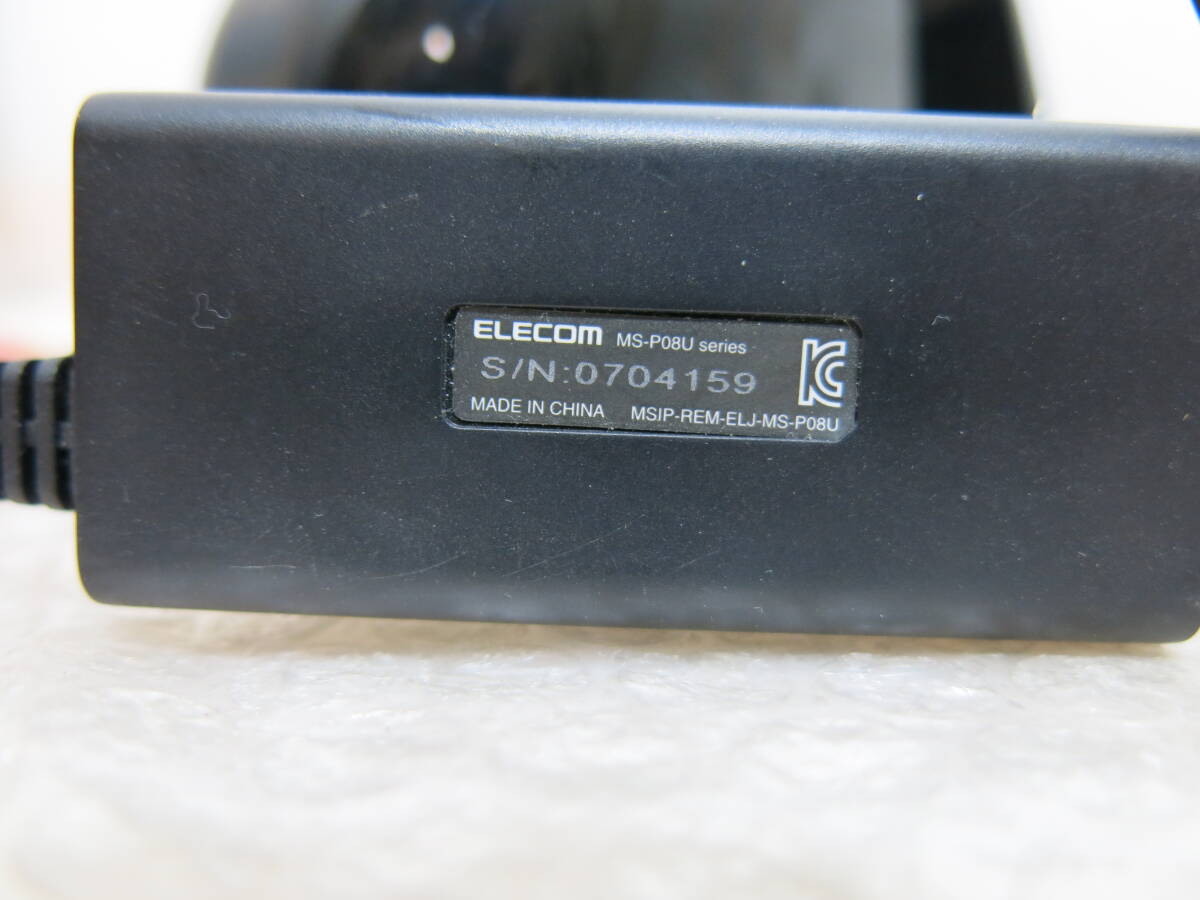 ELECOM MS-P08U series
S/N:0704159
MADE IN CHINA MSIP-REM-ELJ-MS-P08U